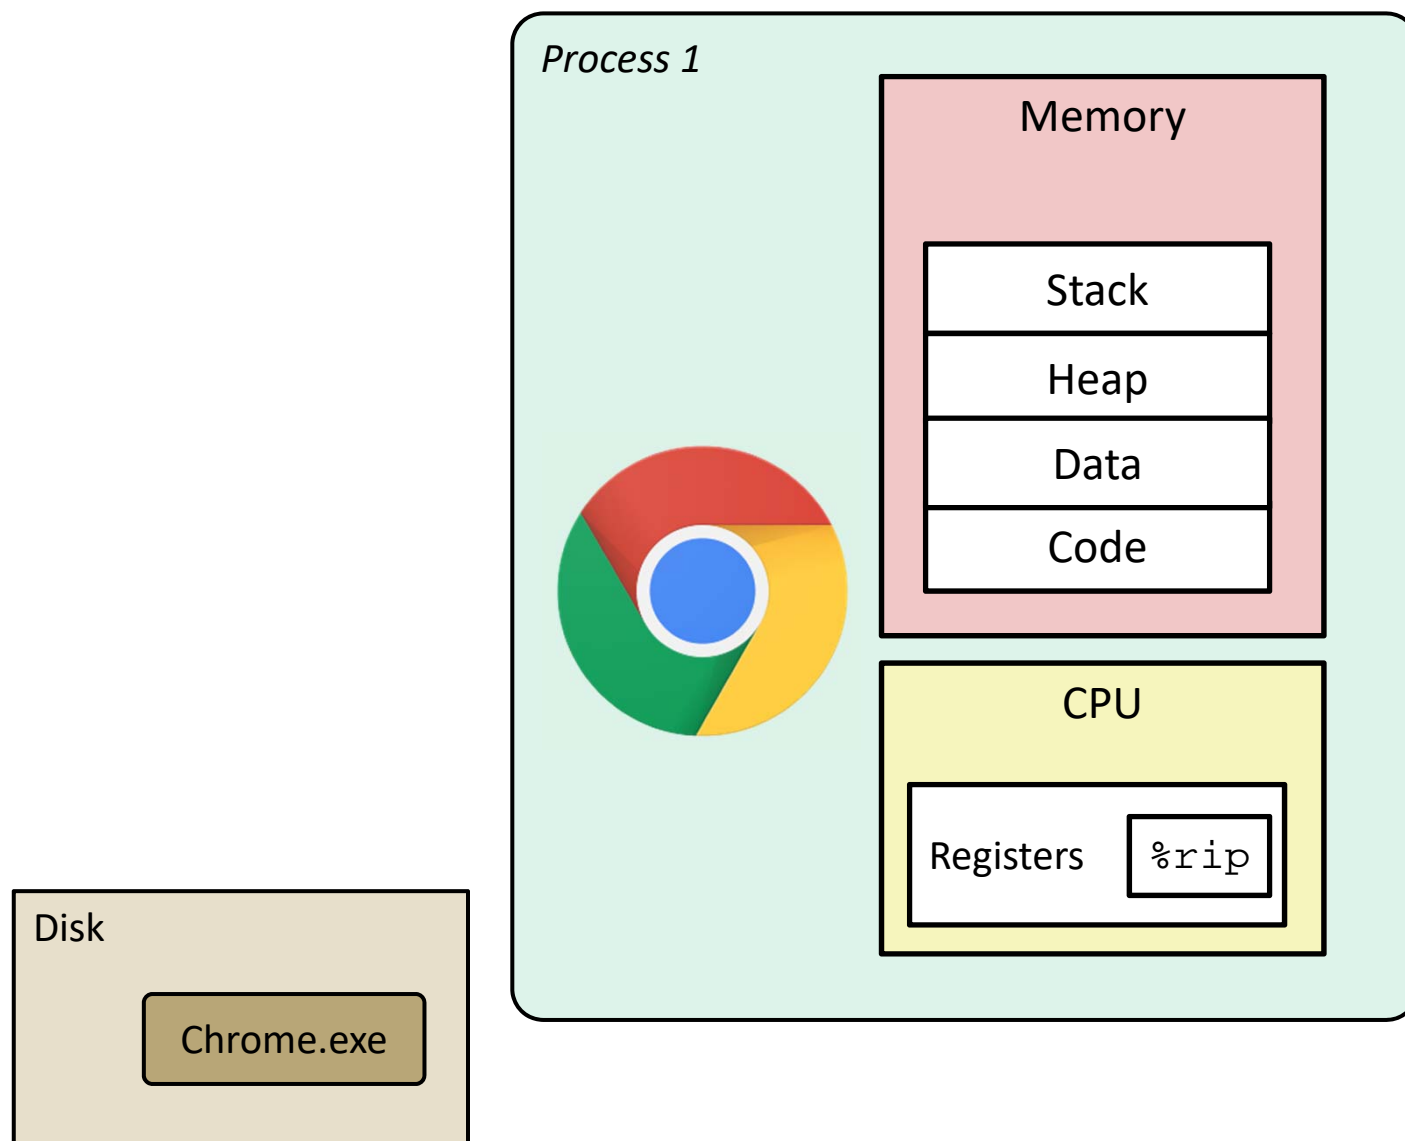 Process 1
Memory
Stack
Heap
Data
Code
CPU
Registers %rip
Disk
Chrome.exe